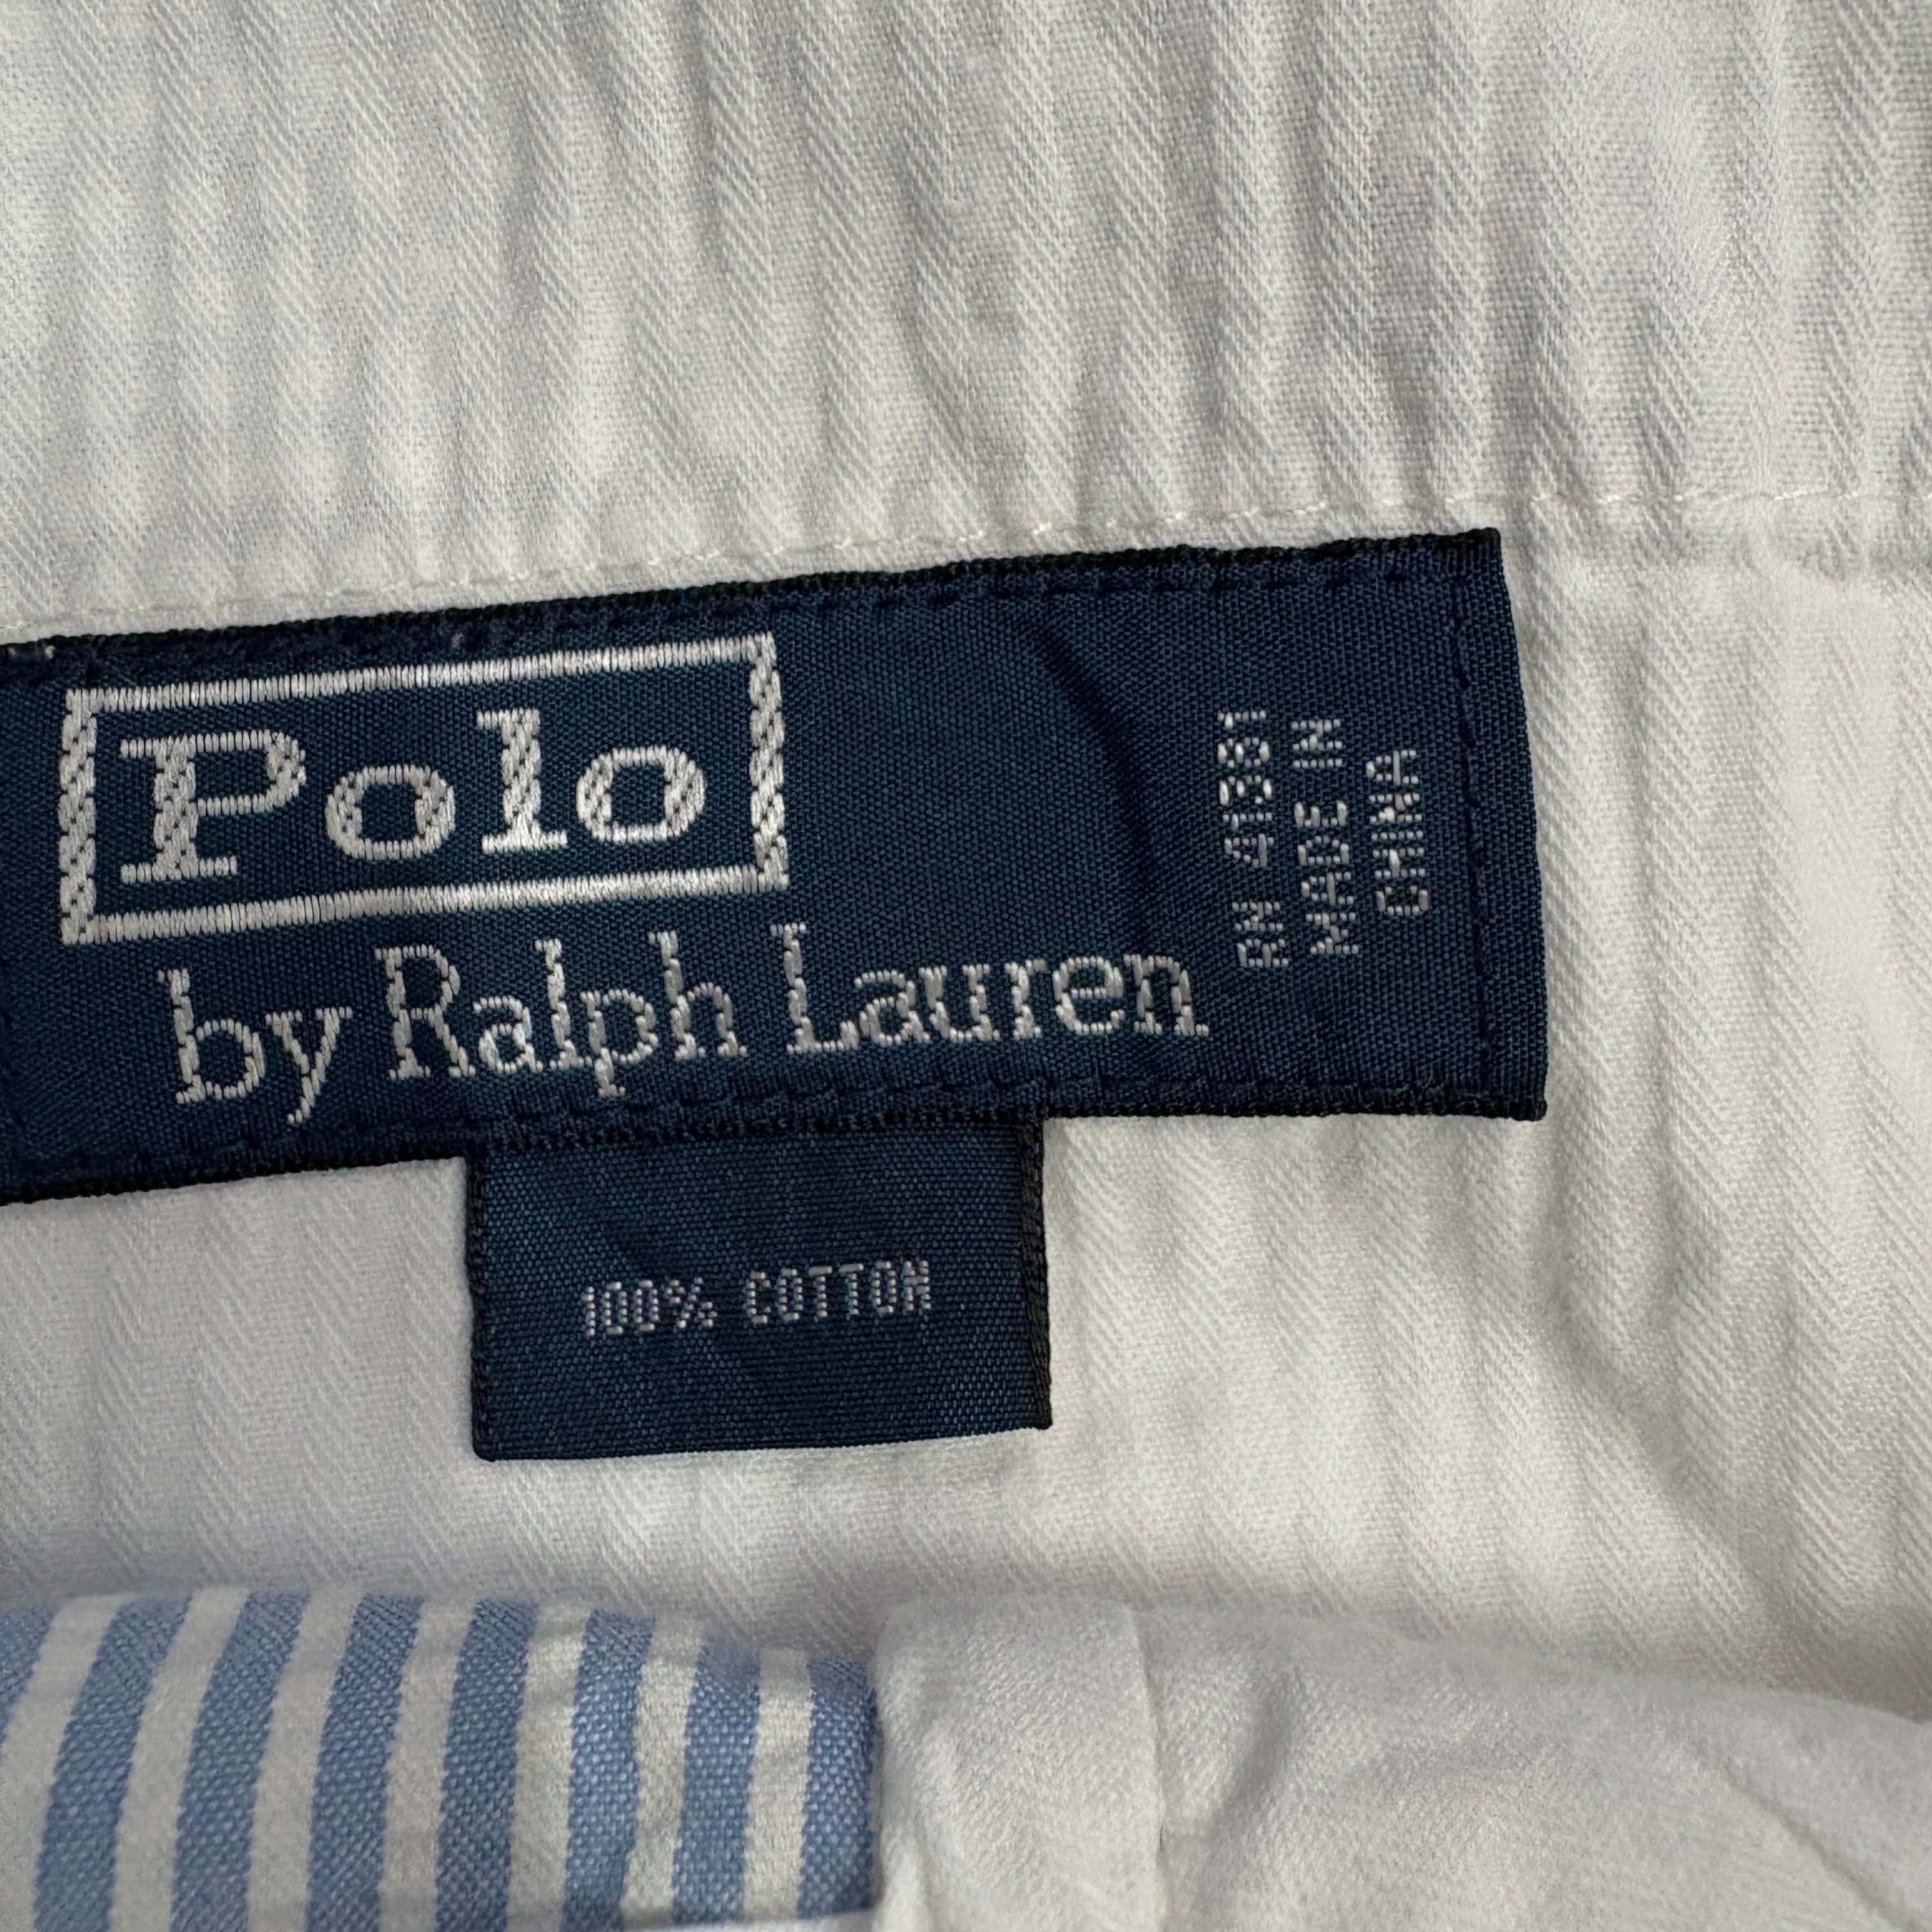 Polo
by Ralph Lauren
RN 41381
MADE IN
CHINA
100% COTTON